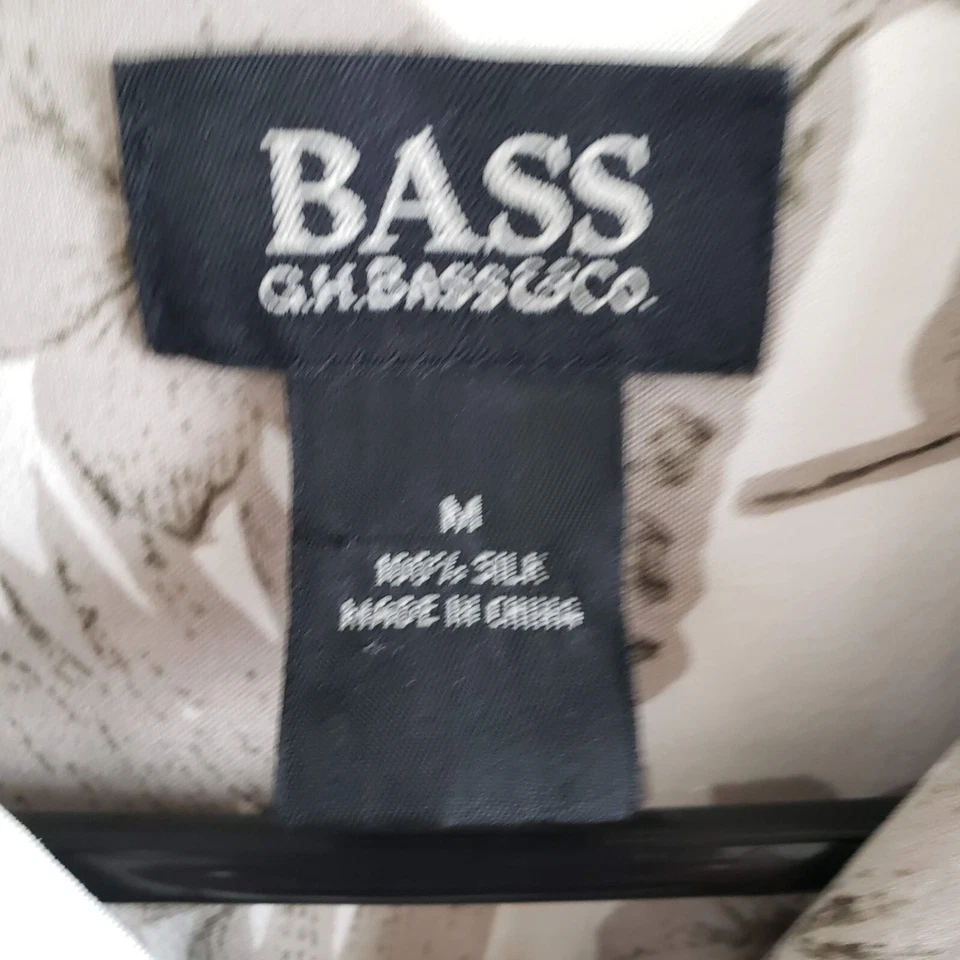 BASS
G.H.BASS&CO.
M
100% SILK
MADE IN CHINA